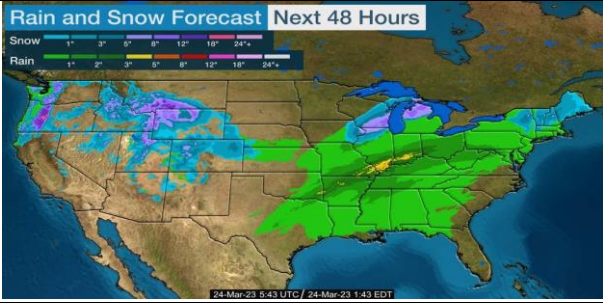 Rain and Snow Forecast Next 48 Hours
Snow 1" 3" 5" 8" 12" 18" 24"+
Rain 1" 2" 3" 5" 8" 12" 18" 24"+
24-Mar-23 5:43 UTC / 24-Mar-23 1:43 EDT